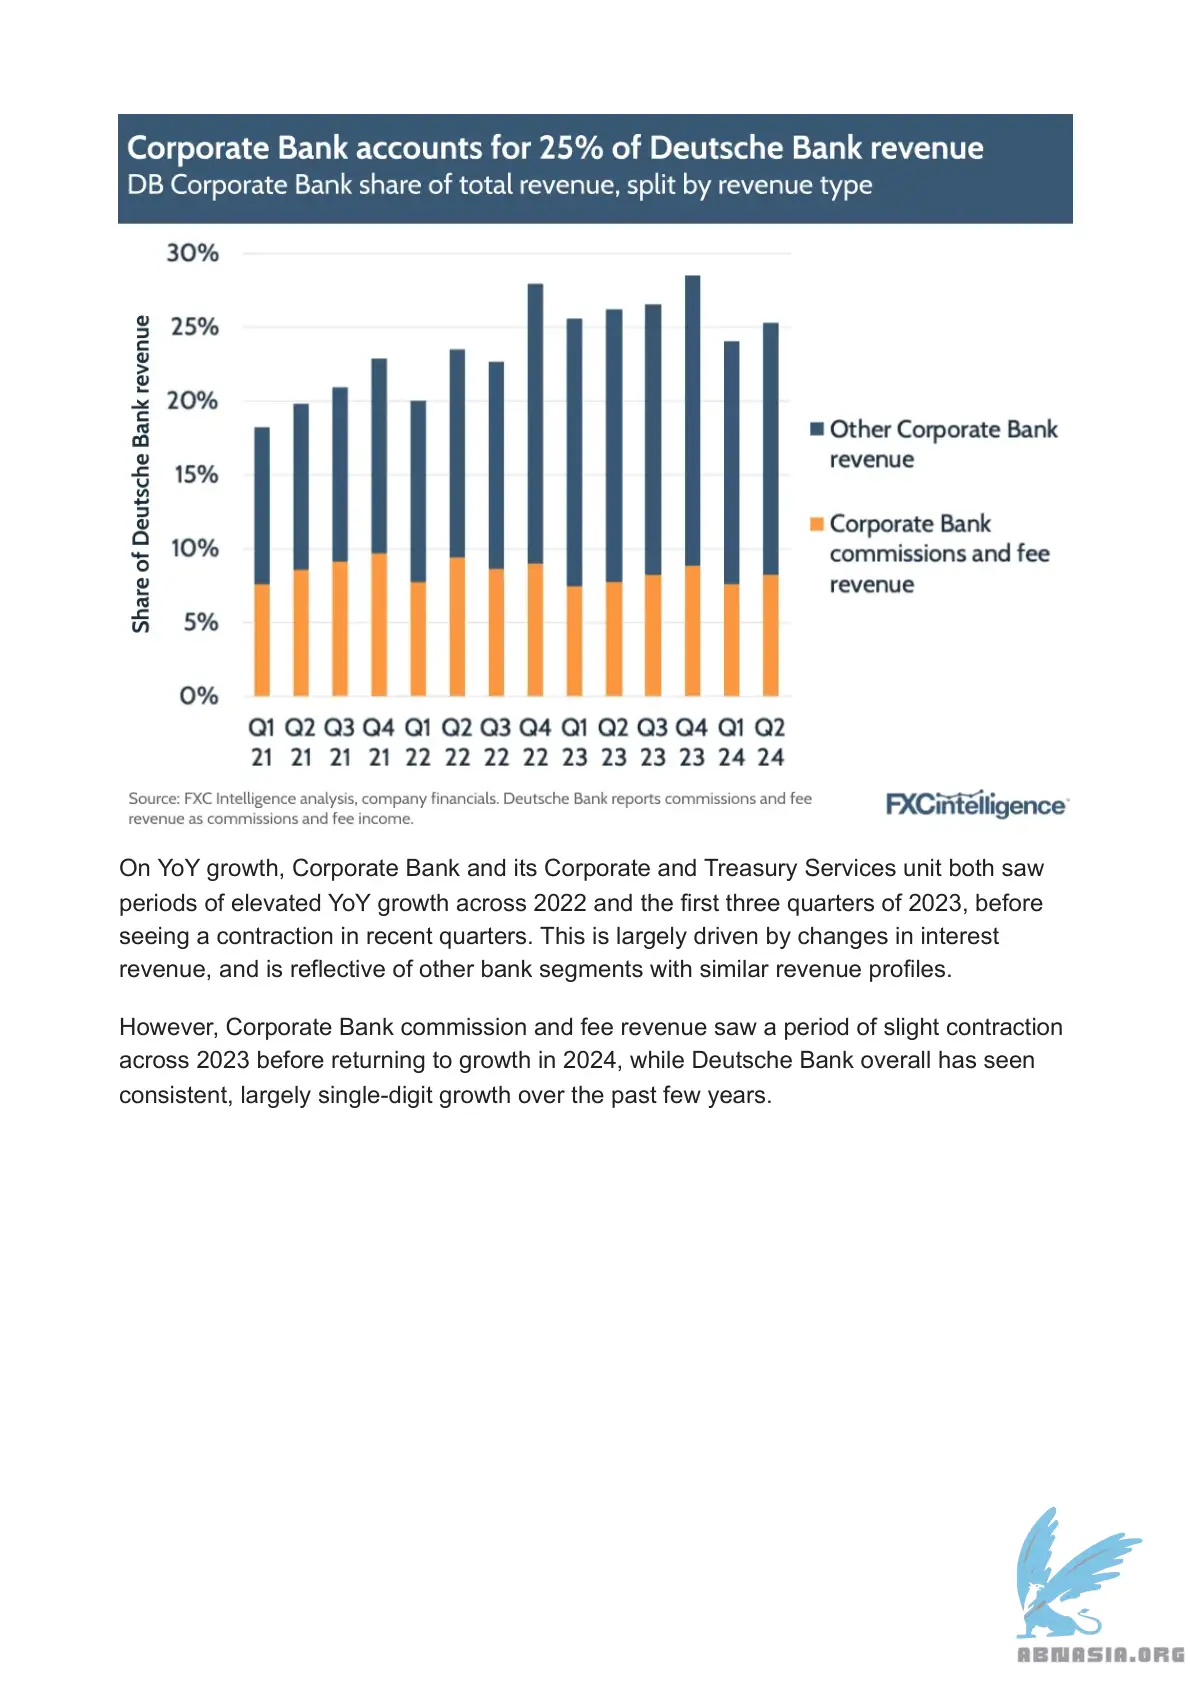 Corporate Bank accounts for 25% of Deutsche Bank revenue
DB Corporate Bank share of total revenue, split by revenue type
Share of Deutsche Bank revenue
30%
25%
20%
15%
10%
5%
0%
Q1 Q2 Q3 Q4 Q1 Q2 Q3 Q4 Q1 Q2 Q3 Q4 Q1 Q2
21 21 21 21 22 22 22 22 23 23 23 23 24 24
Other Corporate Bank
revenue
Corporate Bank
commissions and fee
revenue
Source: FXC Intelligence analysis, company financials. Deutsche Bank reports commissions and fee
revenue as commissions and fee income.
FXCintelligence
On YoY growth, Corporate Bank and its Corporate and Treasury Services unit both saw
periods of elevated YoY growth across 2022 and the first three quarters of 2023, before
seeing a contraction in recent quarters. This is largely driven by changes in interest
revenue, and is reflective of other bank segments with similar revenue profiles.
However, Corporate Bank commission and fee revenue saw a period of slight contraction
across 2023 before returning to growth in 2024, while Deutsche Bank overall has seen
consistent, largely single-digit growth over the past few years.
ABNASIA.ORG